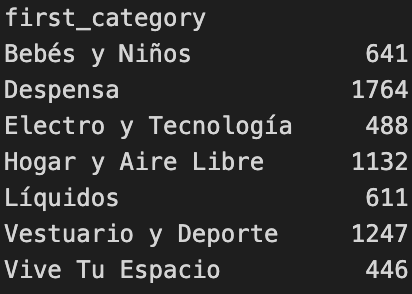 first_category
Bebés y Niños 641
Despensa 1764
Electro y Tecnología 488
Hogar y Aire Libre 1132
Líquidos 611
Vestuario y Deporte 1247
Vive Tu Espacio 446